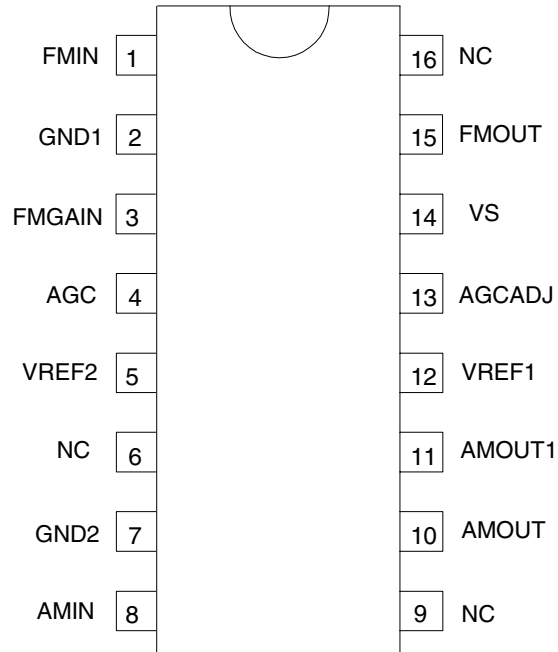 FMIN 1 16 NC
GND1 2 15 FMOUT
FMGAIN 3 14 VS
AGC 4 13 AGCADJ
VREF2 5 12 VREF1
NC 6 11 AMOUT1
GND2 7 10 AMOUT
AMIN 8 9 NC